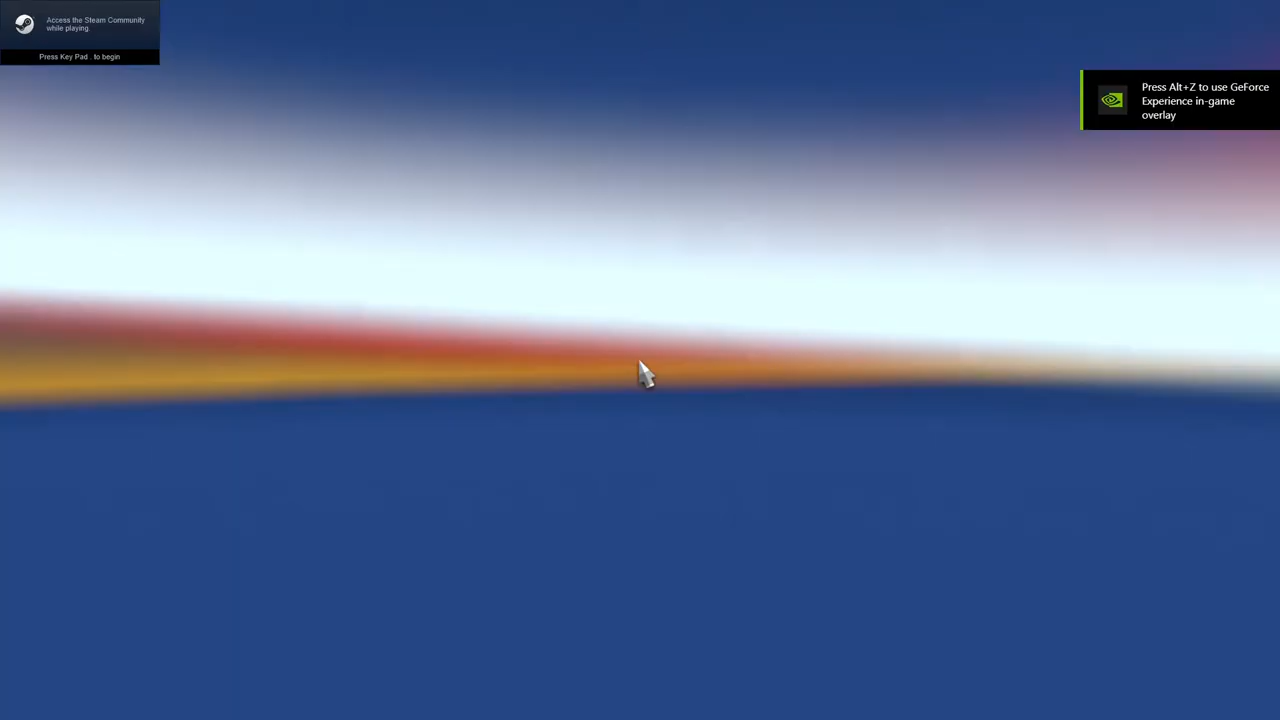 Access the Steam Community
while playing.
Press Key Pad . to begin
Press Alt+Z to use GeForce
Experience in-game
overlay